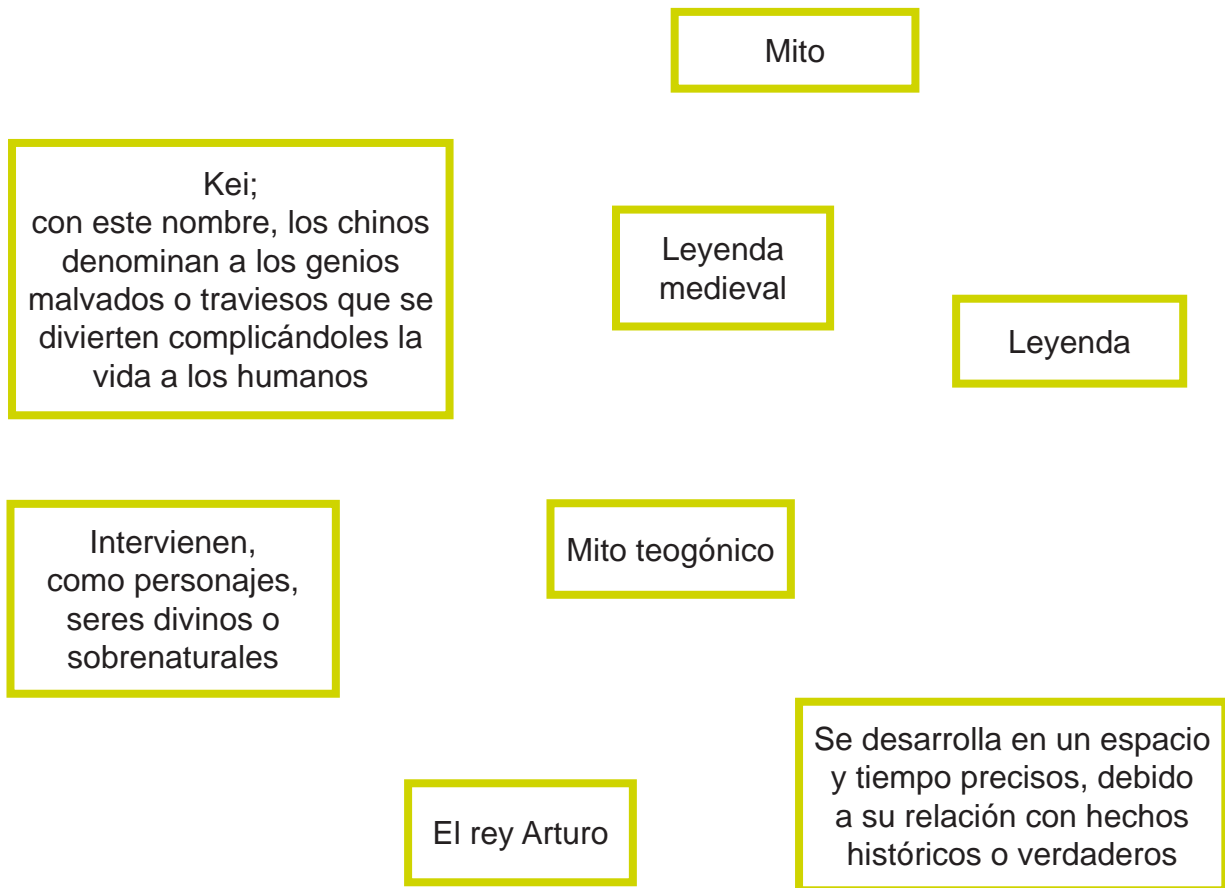 Mito
Kei;
con este nombre, los chinos
denominan a los genios
malvados o traviesos que se
divierten complicándoles la
vida a los humanos
Leyenda
medieval
Leyenda
Intervienen,
como personajes,
seres divinos o
sobrenaturales
Mito teogónico
Se desarrolla en un espacio
y tiempo precisos, debido
a su relación con hechos
históricos o verdaderos
El rey Arturo